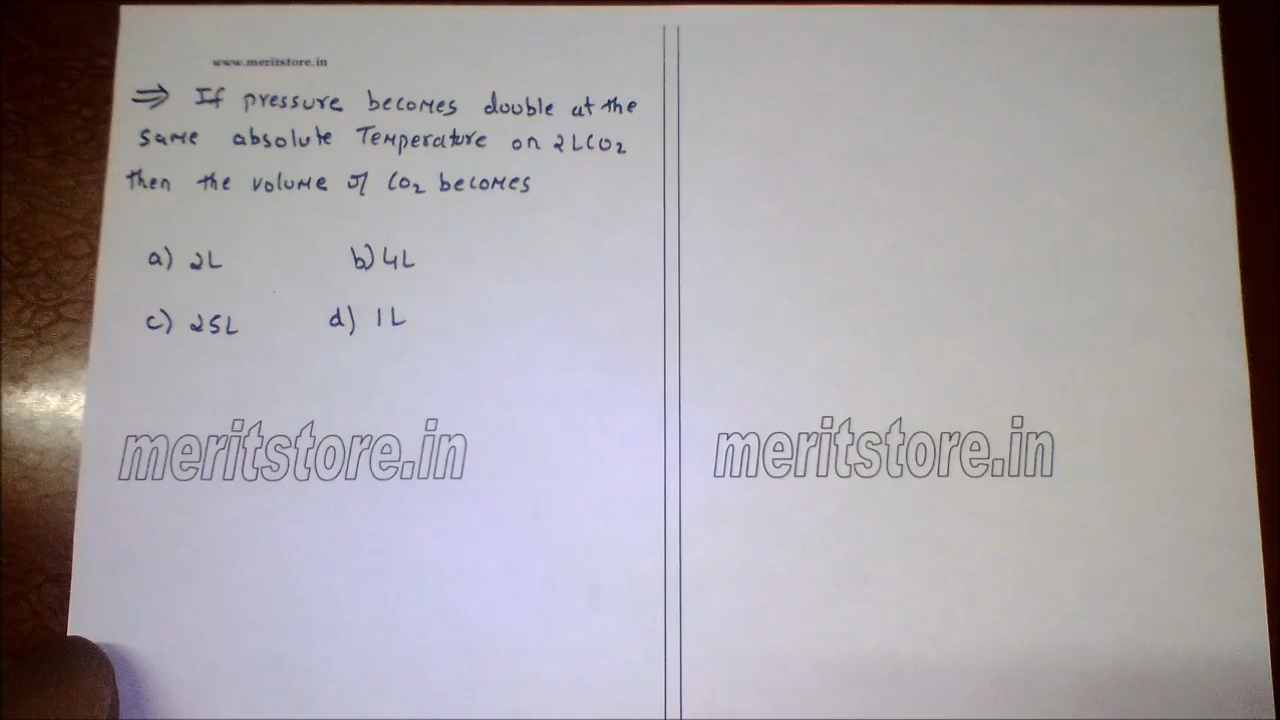 www.meritstore.in
⇒ If pressure becomes double at the
same absolute Temperature on 2LCO₂
then the volume of CO₂ becomes
a) 2L b) 4L
c) 25L d) 1L
meritstore.in meritstore.in